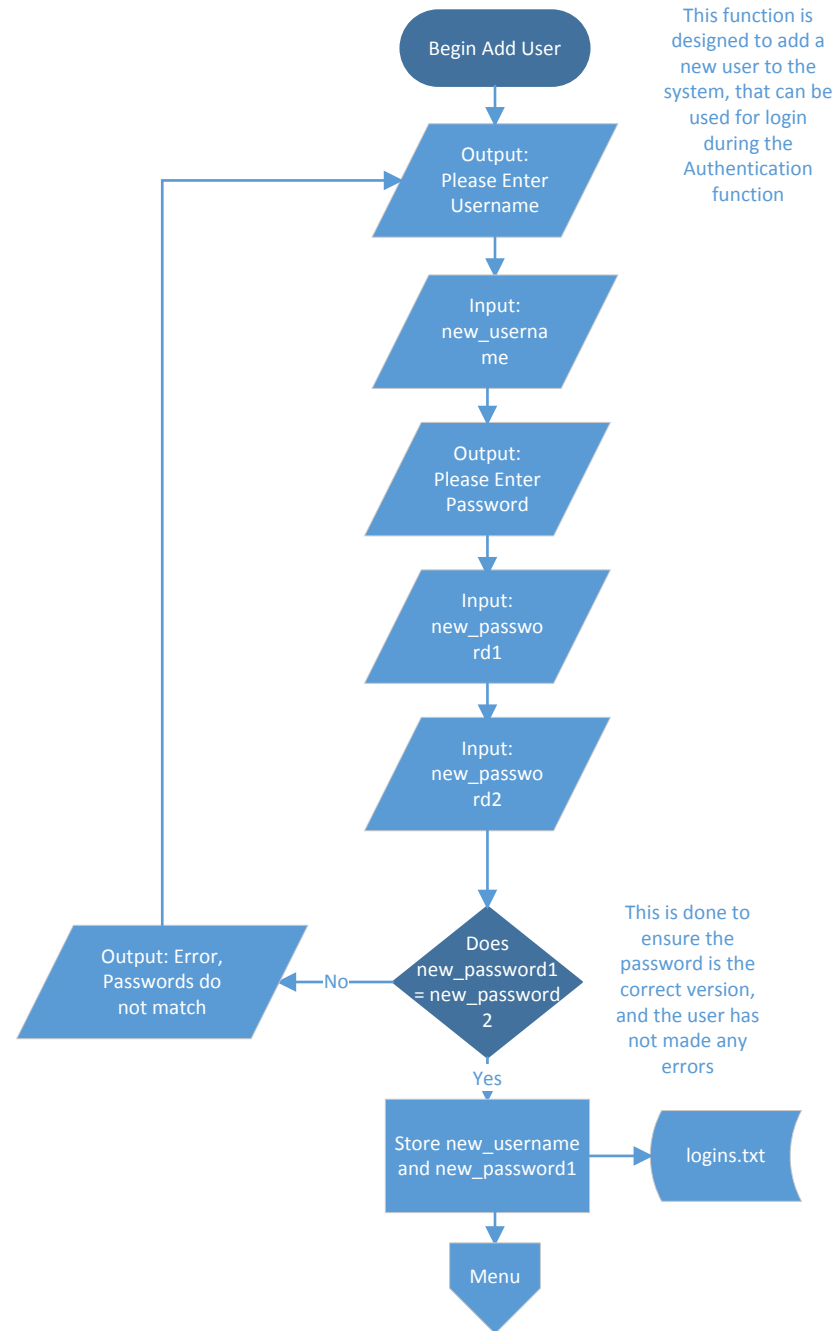 Begin Add User
This function is
designed to add a
new user to the
system, that can be
used for login
during the
Authentication
function
Output:
Please Enter
Username
Input:
new_userna
me
Output:
Please Enter
Password
Input:
new_passwo
rd1
Input:
new_passwo
rd2
Does
new_password1
= new_password
2
This is done to
ensure the
password is the
correct version,
and the user has
not made any
errors
No
Output: Error,
Passwords do
not match
Yes
Store new_username
and new_password1
logins.txt
Menu